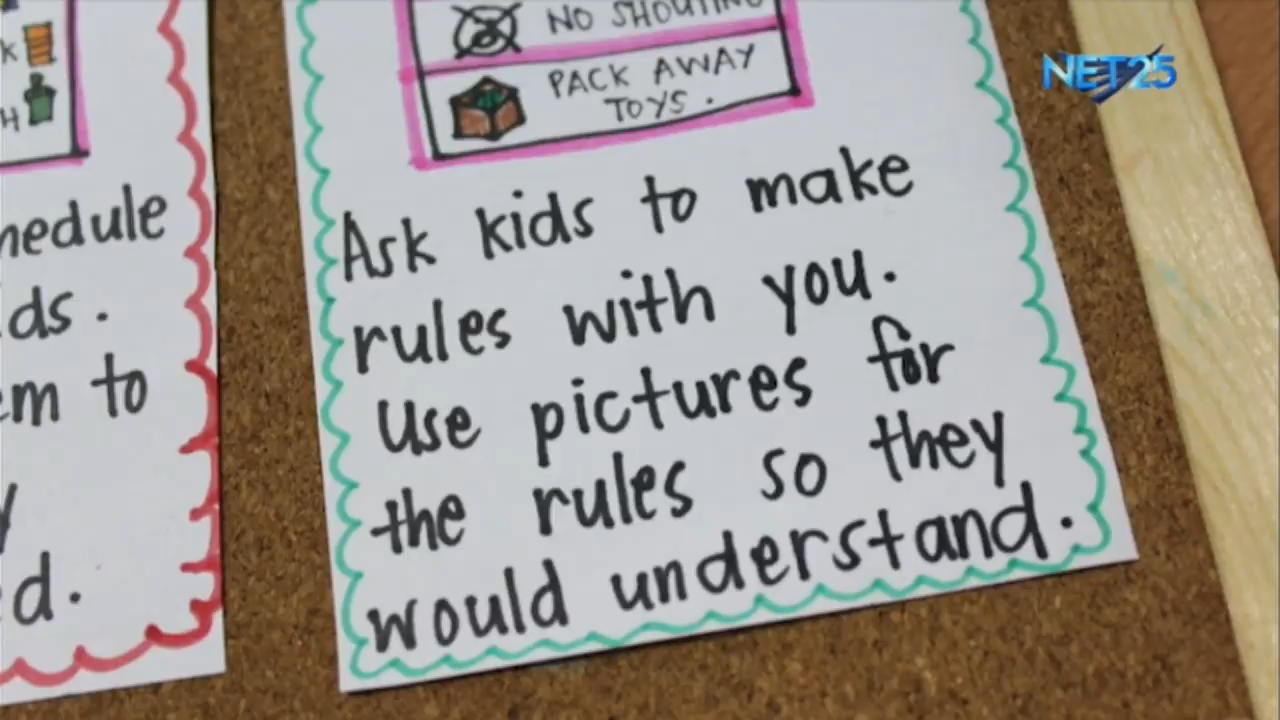 NO SHOUTING
PACK AWAY
TOYS.
Ask kids to make
rules with you.
Use pictures for
the rules so they
would understand.
ds.
em to
y
d.
NET25